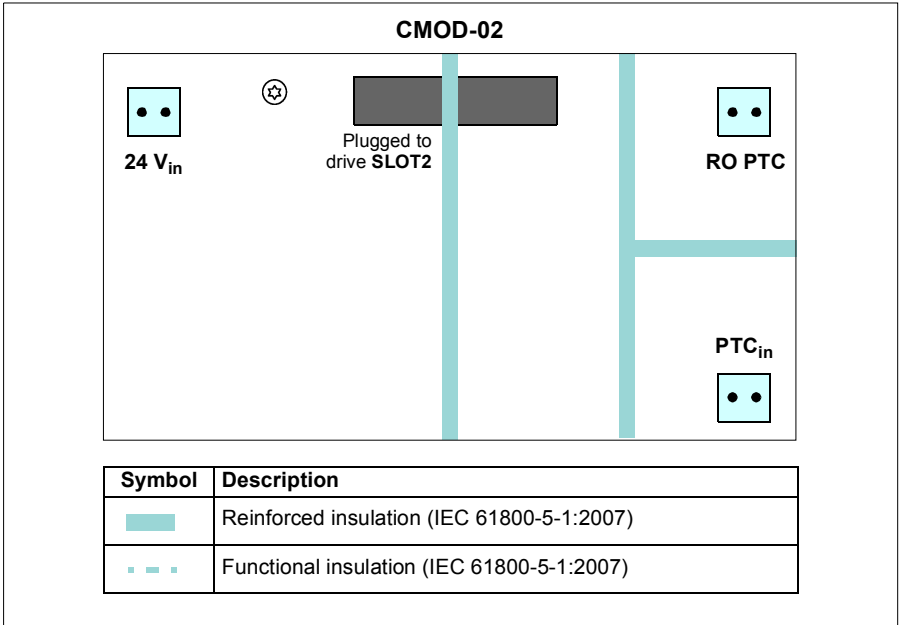 CMOD-02
24 Vin
Plugged to
drive SLOT2
RO PTC
PTCin
Symbol Description
Reinforced insulation (IEC 61800-5-1:2007)
Functional insulation (IEC 61800-5-1:2007)